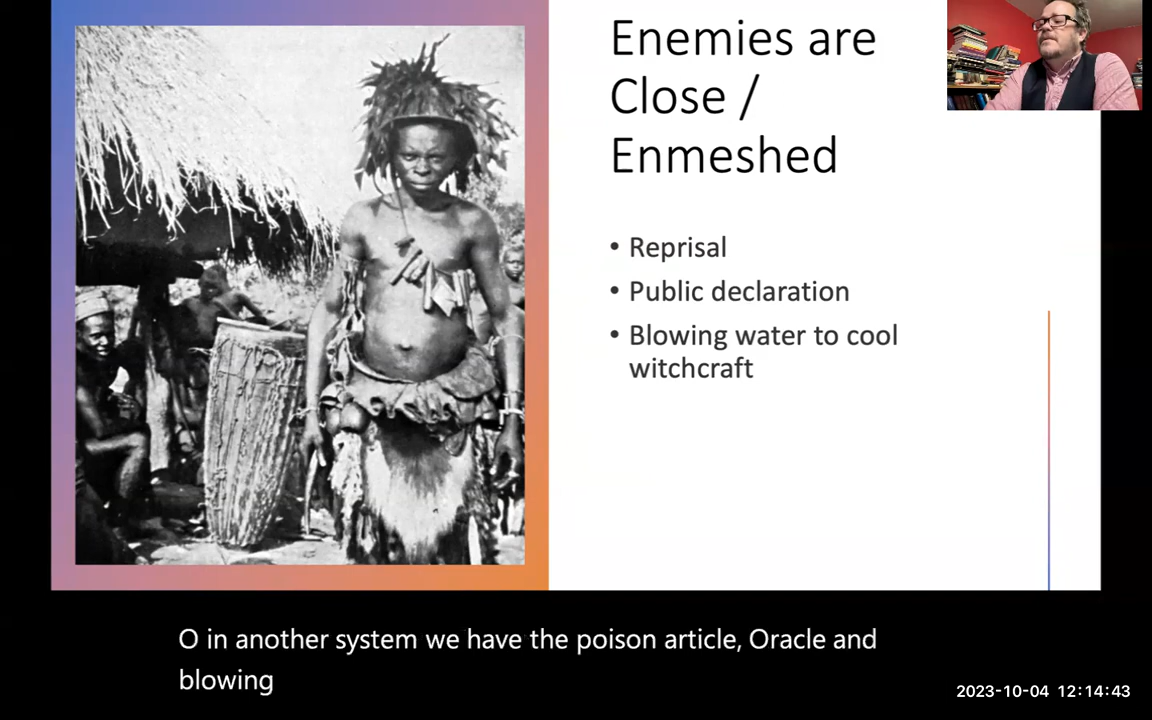 Enemies are
Close /
Enmeshed
• Reprisal
• Public declaration
• Blowing water to cool
witchcraft
O in another system we have the poison article, Oracle and
blowing
2023-10-04 12:14:43